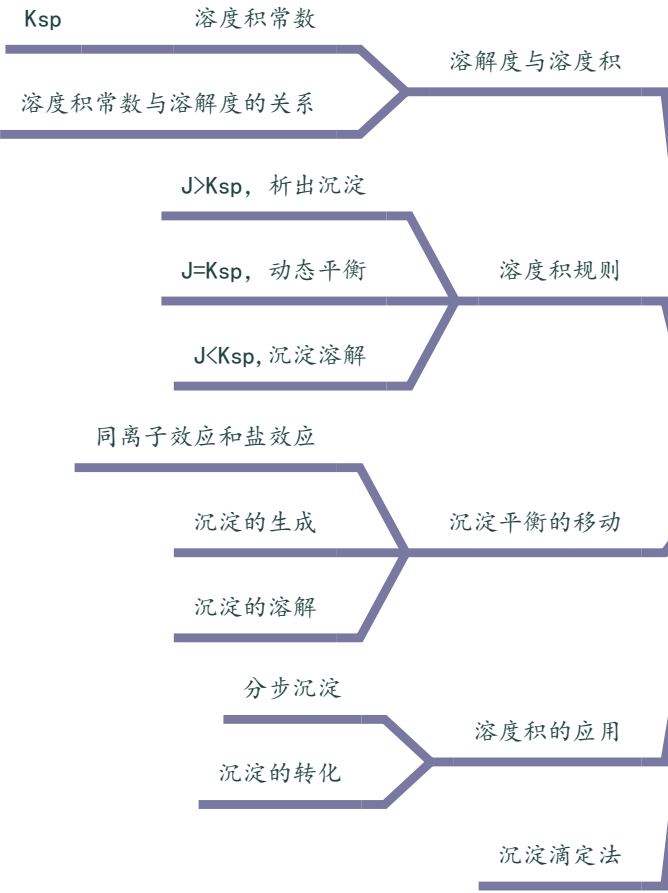 Ksp 溶度积常数
溶解度与溶度积
溶度积常数与溶解度的关系
J>Ksp, 析出沉淀
J=Ksp, 动态平衡
溶度积规则
J<Ksp,沉淀溶解
同离子效应和盐效应
沉淀的生成
沉淀平衡的移动
沉淀的溶解
分步沉淀
溶度积的应用
沉淀的转化
沉淀滴定法